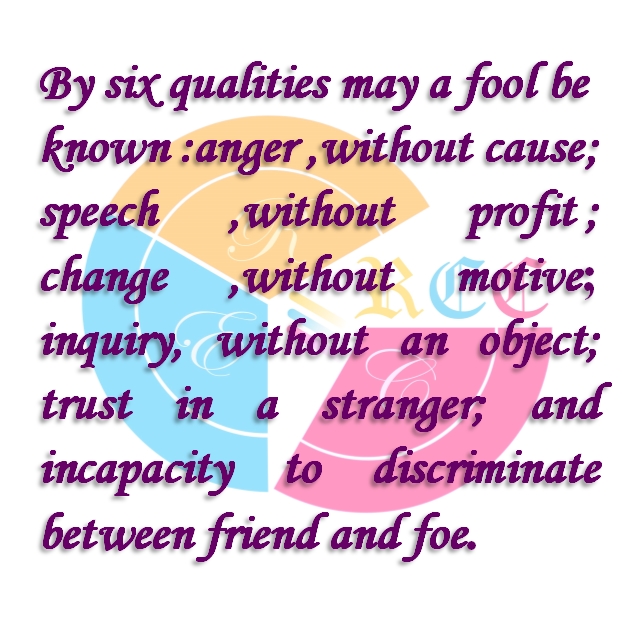 By six qualities may a fool be
known :anger ,without cause;
speech ,without profit ;
change ,without motive;
inquiry, without an object;
trust in a stranger; and
incapacity to discriminate
between friend and foe.
RCC
D
E
C